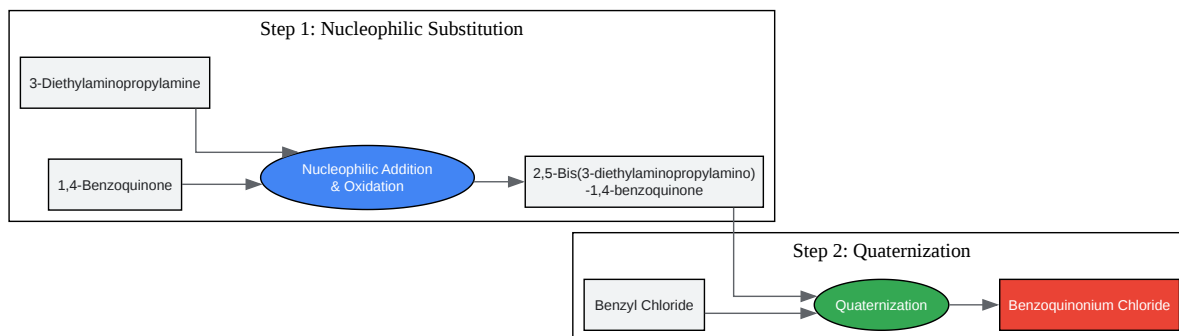 Step 1: Nucleophilic Substitution
3-Diethylaminopropylamine
1,4-Benzoquinone
Nucleophilic Addition
& Oxidation
2,5-Bis(3-diethylaminopropylamino)
-1,4-benzoquinone
Step 2: Quaternization
Benzyl Chloride
Quaternization
Benzoquinonium Chloride